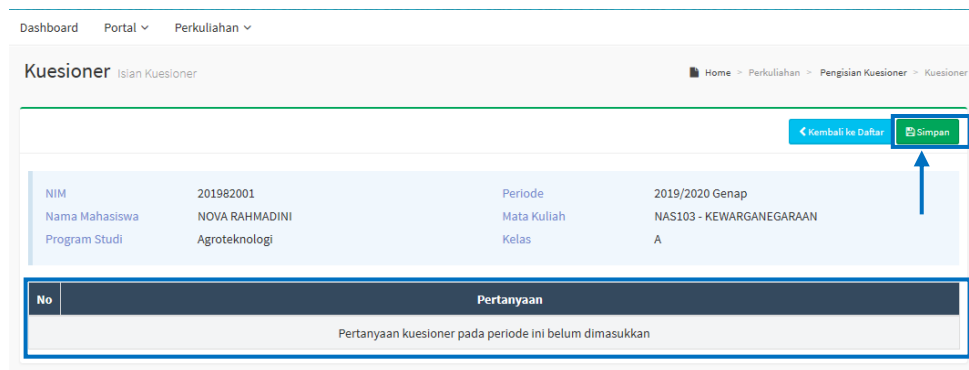 Dashboard Portal Perkuliahan
Kuesioner Isian Kuesioner Home > Perkuliahan > Pengisian Kuesioner > Kuesioner
Kembali ke Daftar Simpan
NIM 201982001 Periode 2019/2020 Genap
Nama Mahasiswa NOVA RAHMADINI Mata Kuliah NAS103 - KEWARGANEGARAAN
Program Studi Agroteknologi Kelas A
No Pertanyaan
Pertanyaan kuesioner pada periode ini belum dimasukkan